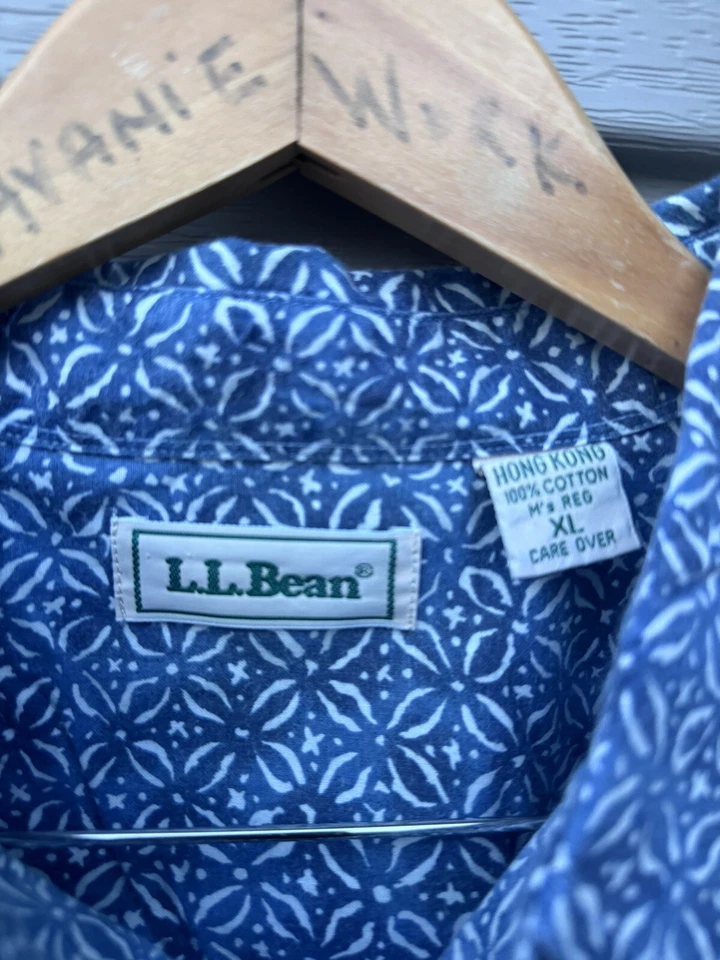 L.L.Bean®
HONG KONG
100% COTTON
M's REG
XL
CARE OVER